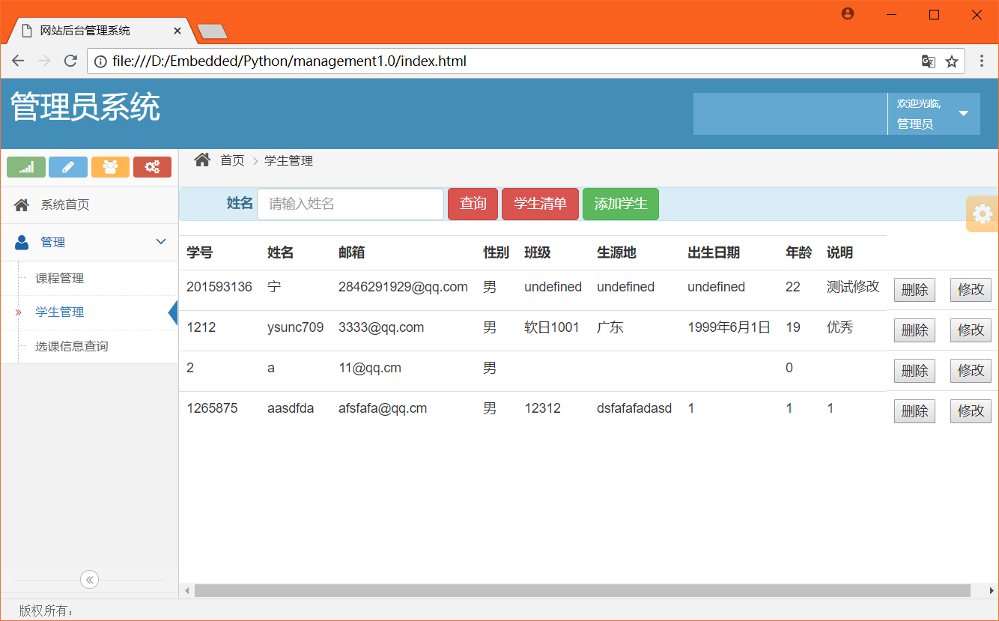 网站后台管理系统
file:///D:/Embedded/Python/management1.0/index.html
管理员系统
欢迎光临,
管理员
首页 学生管理
系统首页
管理
课程管理
学生管理
选课信息查询
姓名 请输入姓名 查询 学生清单 添加学生
学号 姓名 邮箱 性别 班级 生源地 出生日期 年龄 说明
201593136 宁 2846291929@qq.com 男 undefined undefined undefined 22 测试修改 删除 修改
1212 ysunc709 3333@qq.com 男 软日1001 广东 1999年6月1日 19 优秀 删除 修改
2 a 11@qq.cm 男 0 删除 修改
1265875 aasdfda afsfafa@qq.cm 男 12312 dsfafafadasd 1 1 1 删除 修改
版权所有：